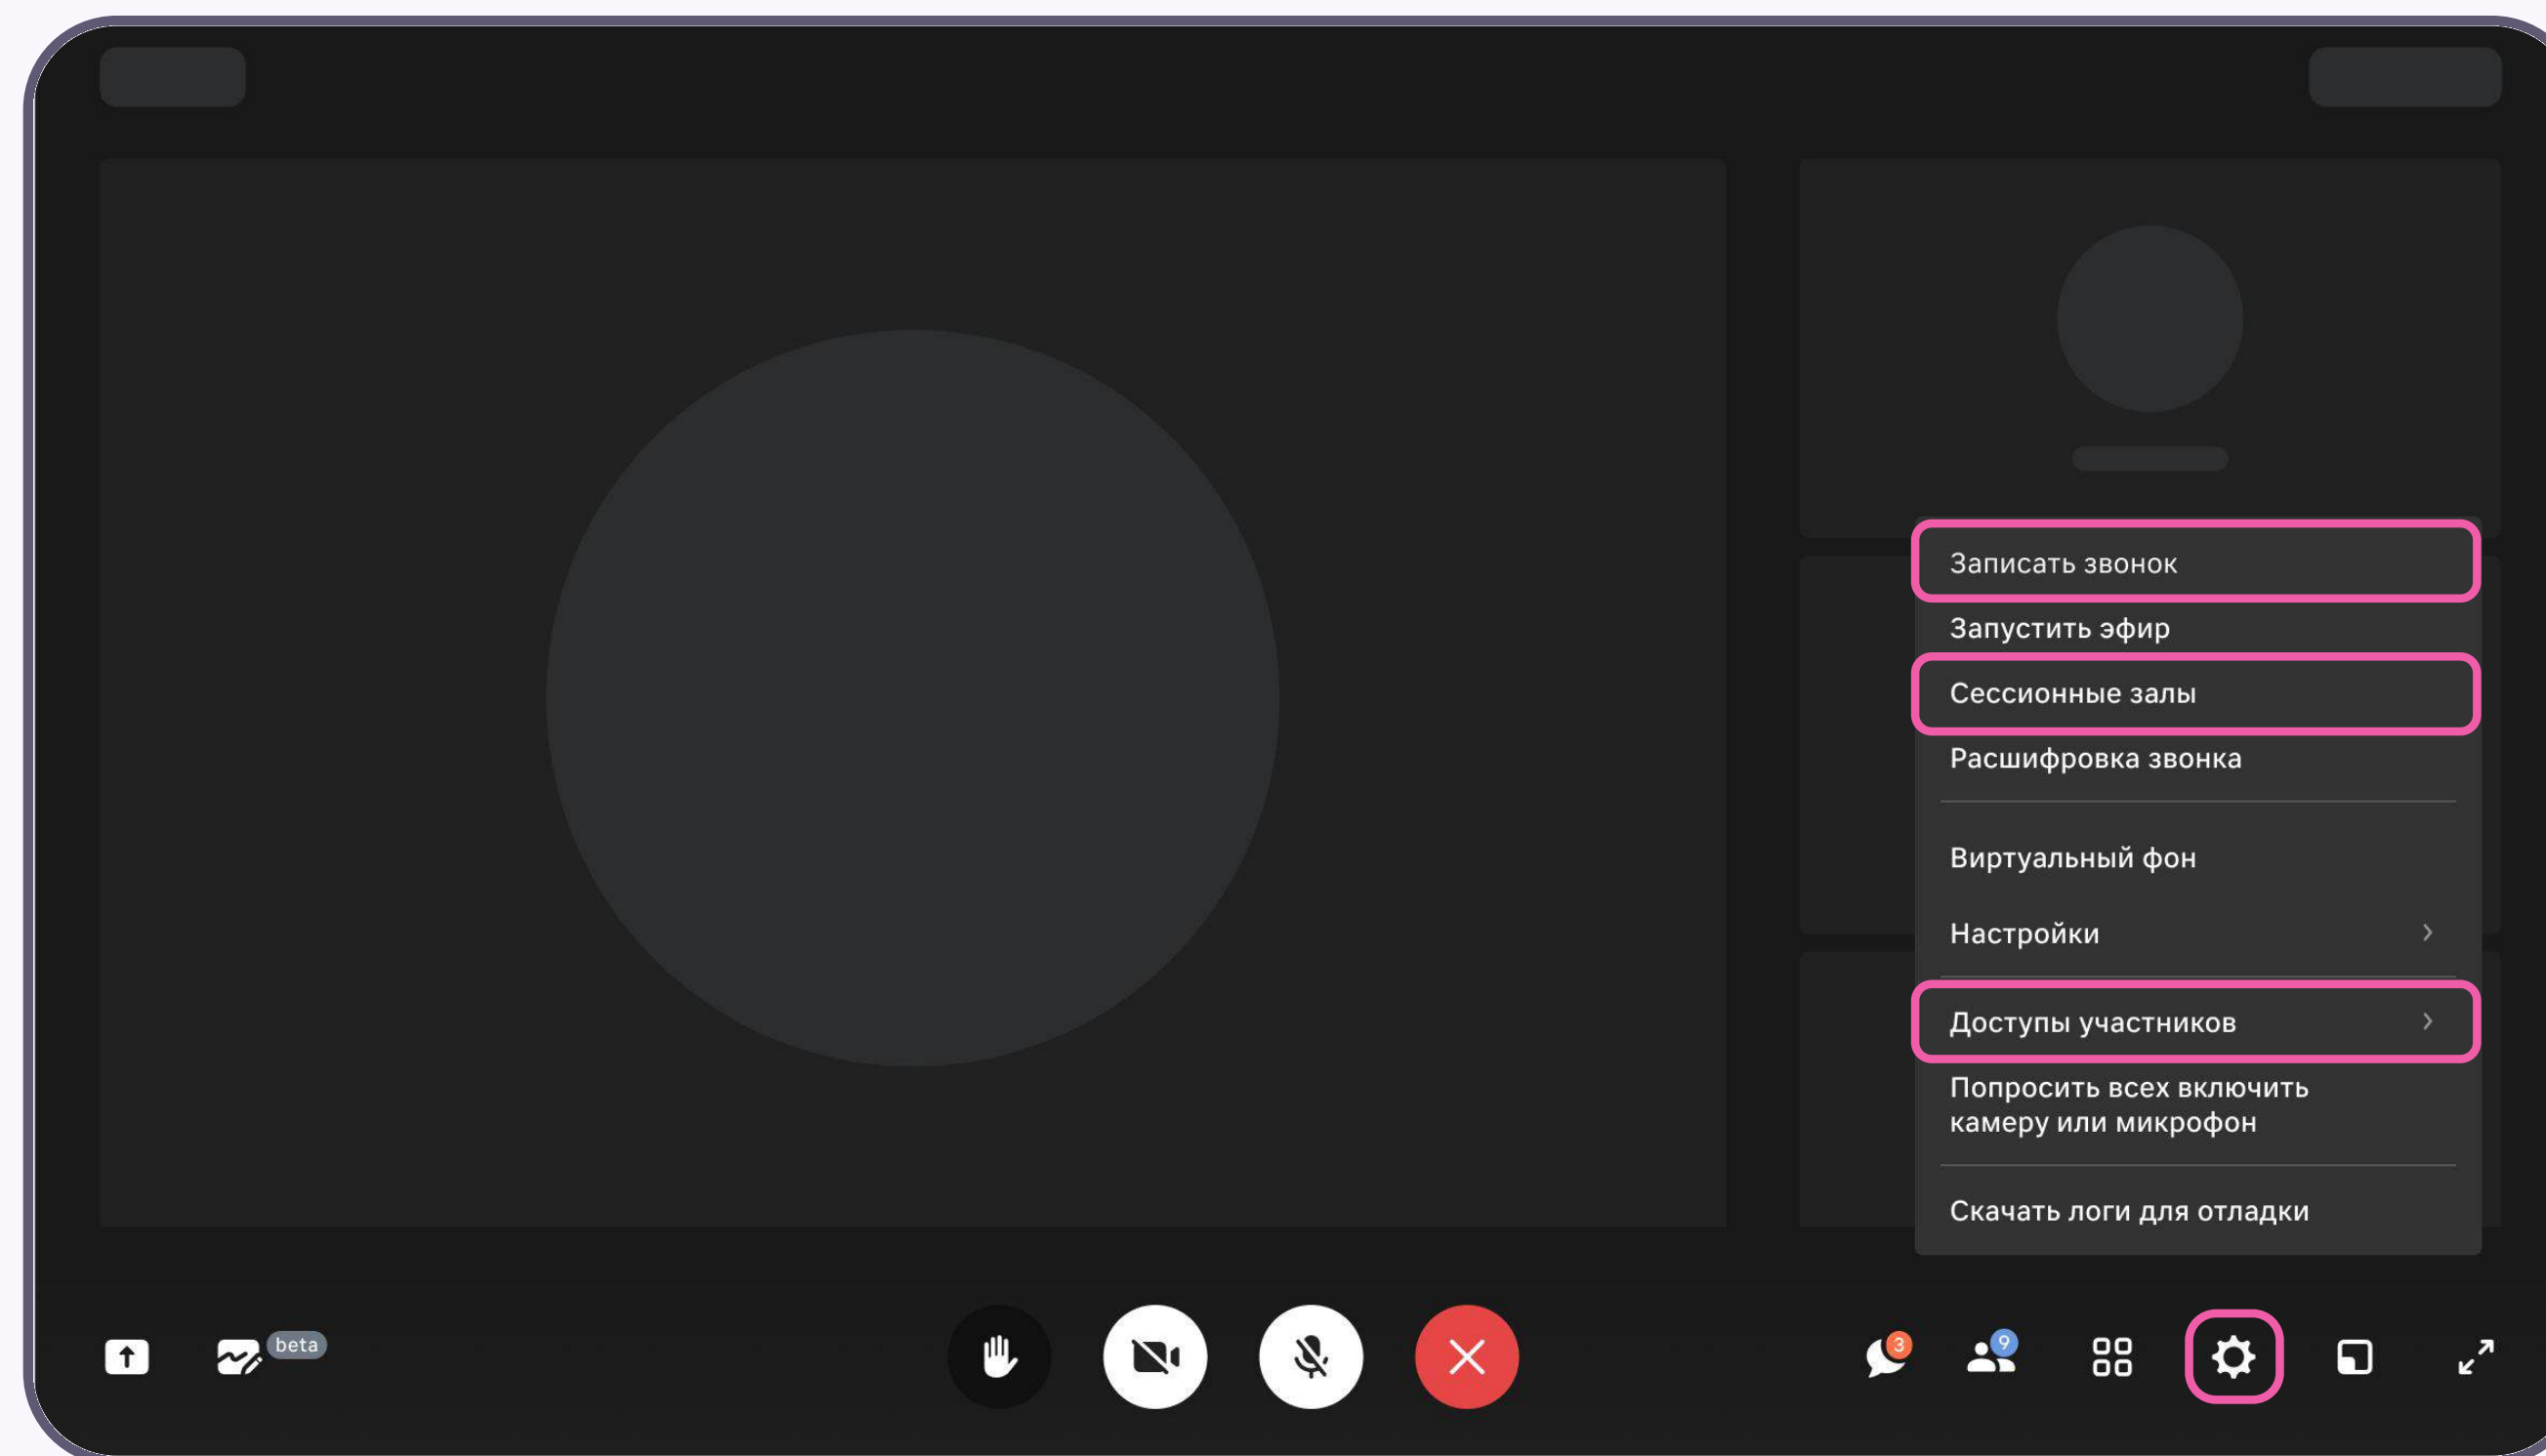 Записать звонок
Запустить эфир
Сессионные залы
Расшифровка звонка
Виртуальный фон
Настройки
Доступы участников
Попросить всех включить
камеру или микрофон
Скачать логи для отладки
beta
3
9